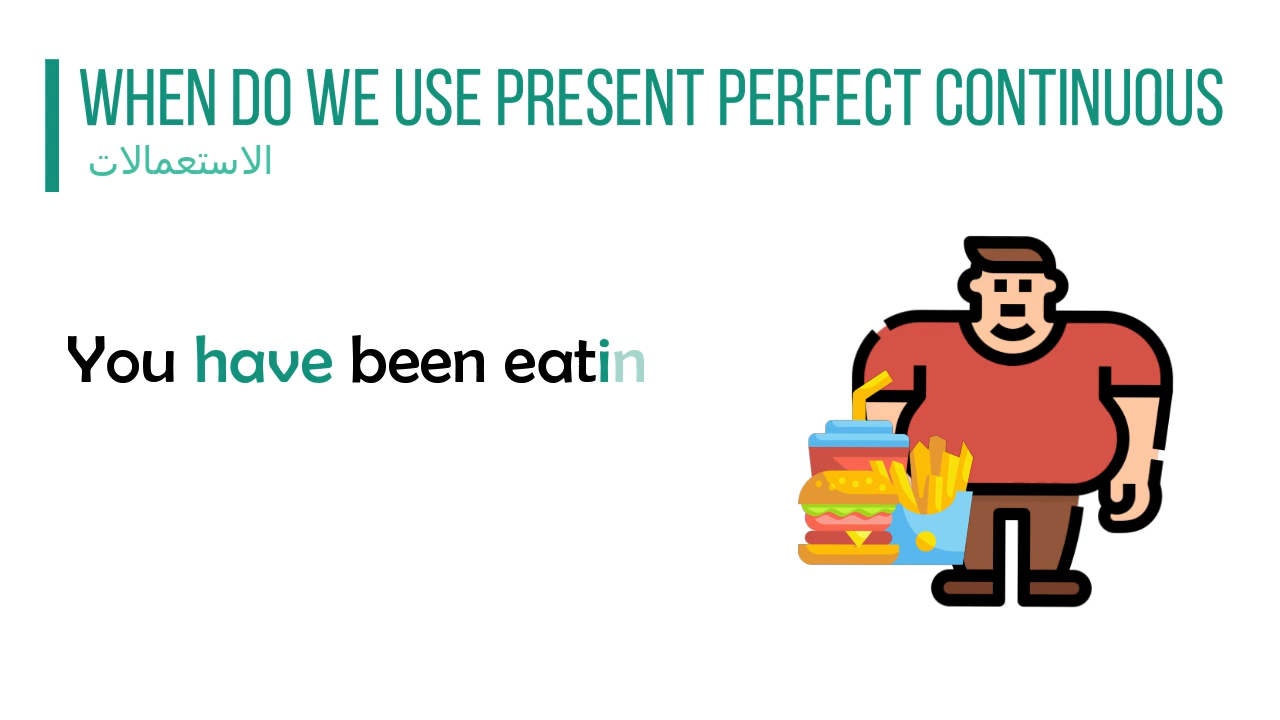 WHEN DO WE USE PRESENT PERFECT CONTINUOUS
الاستعمالات
You have been eatin